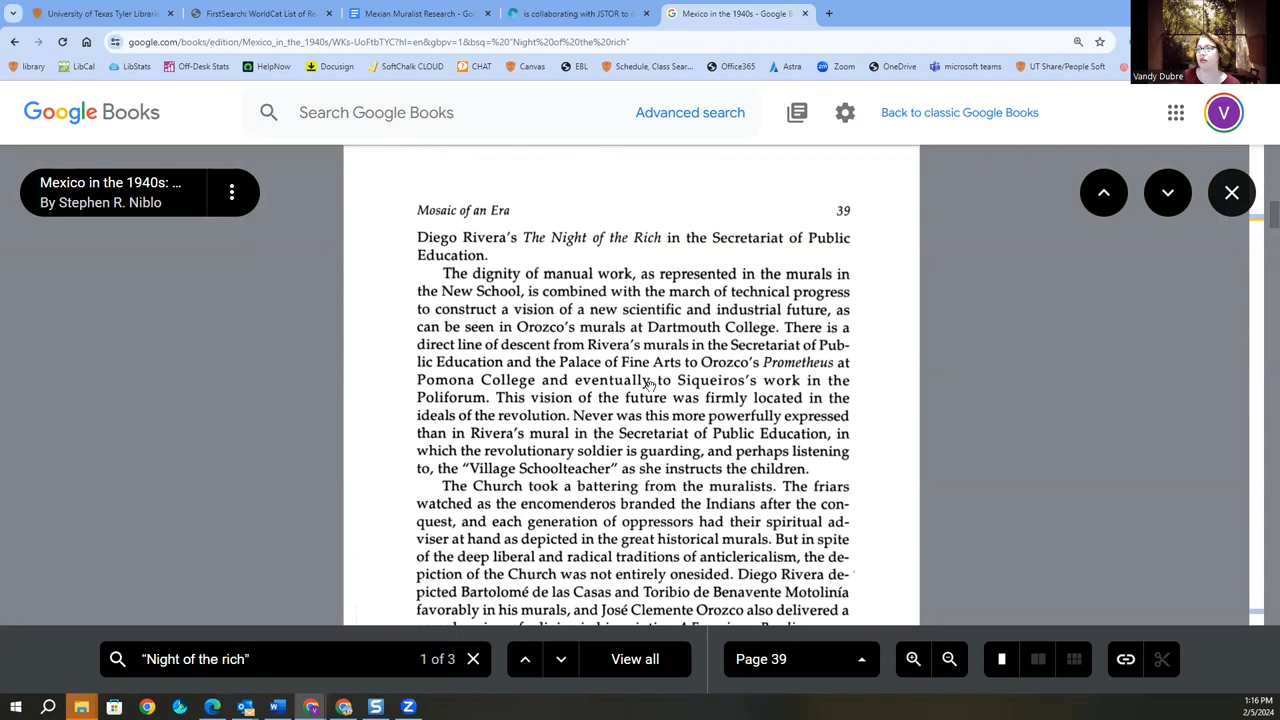 University of Texas Tyler Librarie
FirstSearch: WorldCat List of Re
Mexian Muralist Research - Goo
is collaborating with JSTOR to d
Mexico in the 1940s - Google B
google.com/books/edition/Mexico_in_the_1940s/WKs-UoFtbTYC?hl=en&gbpv=1&bsq=%20"Night%20of%20the%20rich"
library
LibCal
LibStats
Off-Desk Stats
HelpNow
Docusign
SoftChalk CLOUD
CHAT
Canvas
EBL
Schedule, Class Sear...
Office365
Astra
Zoom
OneDrive
microsoft teams
UT Share/People Soft
Vandy Dubre
Google Books
Search Google Books
Advanced search
Back to classic Google Books
V
Mexico in the 1940s: ...
By Stephen R. Niblo
Mosaic of an Era 39
Diego Rivera's The Night of the Rich in the Secretariat of Public
Education.
The dignity of manual work, as represented in the murals in
the New School, is combined with the march of technical progress
to construct a vision of a new scientific and industrial future, as
can be seen in Orozco's murals at Dartmouth College. There is a
direct line of descent from Rivera's murals in the Secretariat of Pub-
lic Education and the Palace of Fine Arts to Orozco's Prometheus at
Pomona College and eventually to Siqueiros's work in the
Poliforum. This vision of the future was firmly located in the
ideals of the revolution. Never was this more powerfully expressed
than in Rivera's mural in the Secretariat of Public Education, in
which the revolutionary soldier is guarding, and perhaps listening
to, the "Village Schoolteacher" as she instructs the children.
The Church took a battering from the muralists. The friars
watched as the encomenderos branded the Indians after the con-
quest, and each generation of oppressors had their spiritual ad-
viser at hand as depicted in the great historical murals. But in spite
of the deep liberal and radical traditions of anticlericalism, the de-
piction of the Church was not entirely onesided. Diego Rivera de-
picted Bartolomé de las Casas and Toribio de Benavente Motolinía
favorably in his murals, and José Clemente Orozco also delivered a
"Night of the rich"
1 of 3
View all
Page 39
1:16 PM
2/5/2024